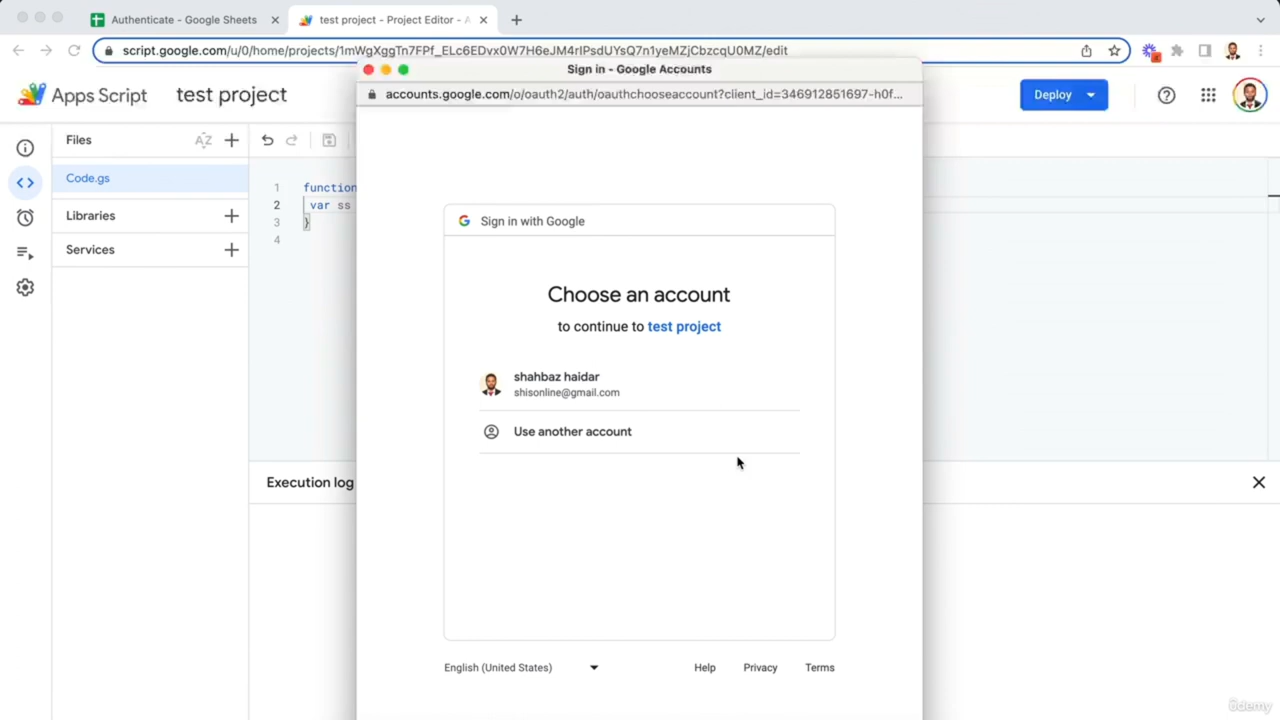 Authenticate - Google Sheets
test project - Project Editor - A
script.google.com/u/0/home/projects/1mWgXggTn7FPf_ELc6EDvx0W7H6eJM4rIPsdUYsQ7n1yeMZjCbzcqU0MZ/edit
Sign in - Google Accounts
accounts.google.com/o/oauth2/auth/oauthchooseaccount?client_id=346912851697-h0f...
Apps Script
test project
Deploy
Files
Code.gs
Libraries
Services
1 function
2 var ss
3 }
4
Sign in with Google
Choose an account
to continue to test project
shahbaz haidar
shisonline@gmail.com
Use another account
Execution log
English (United States)
Help
Privacy
Terms
ûdemy